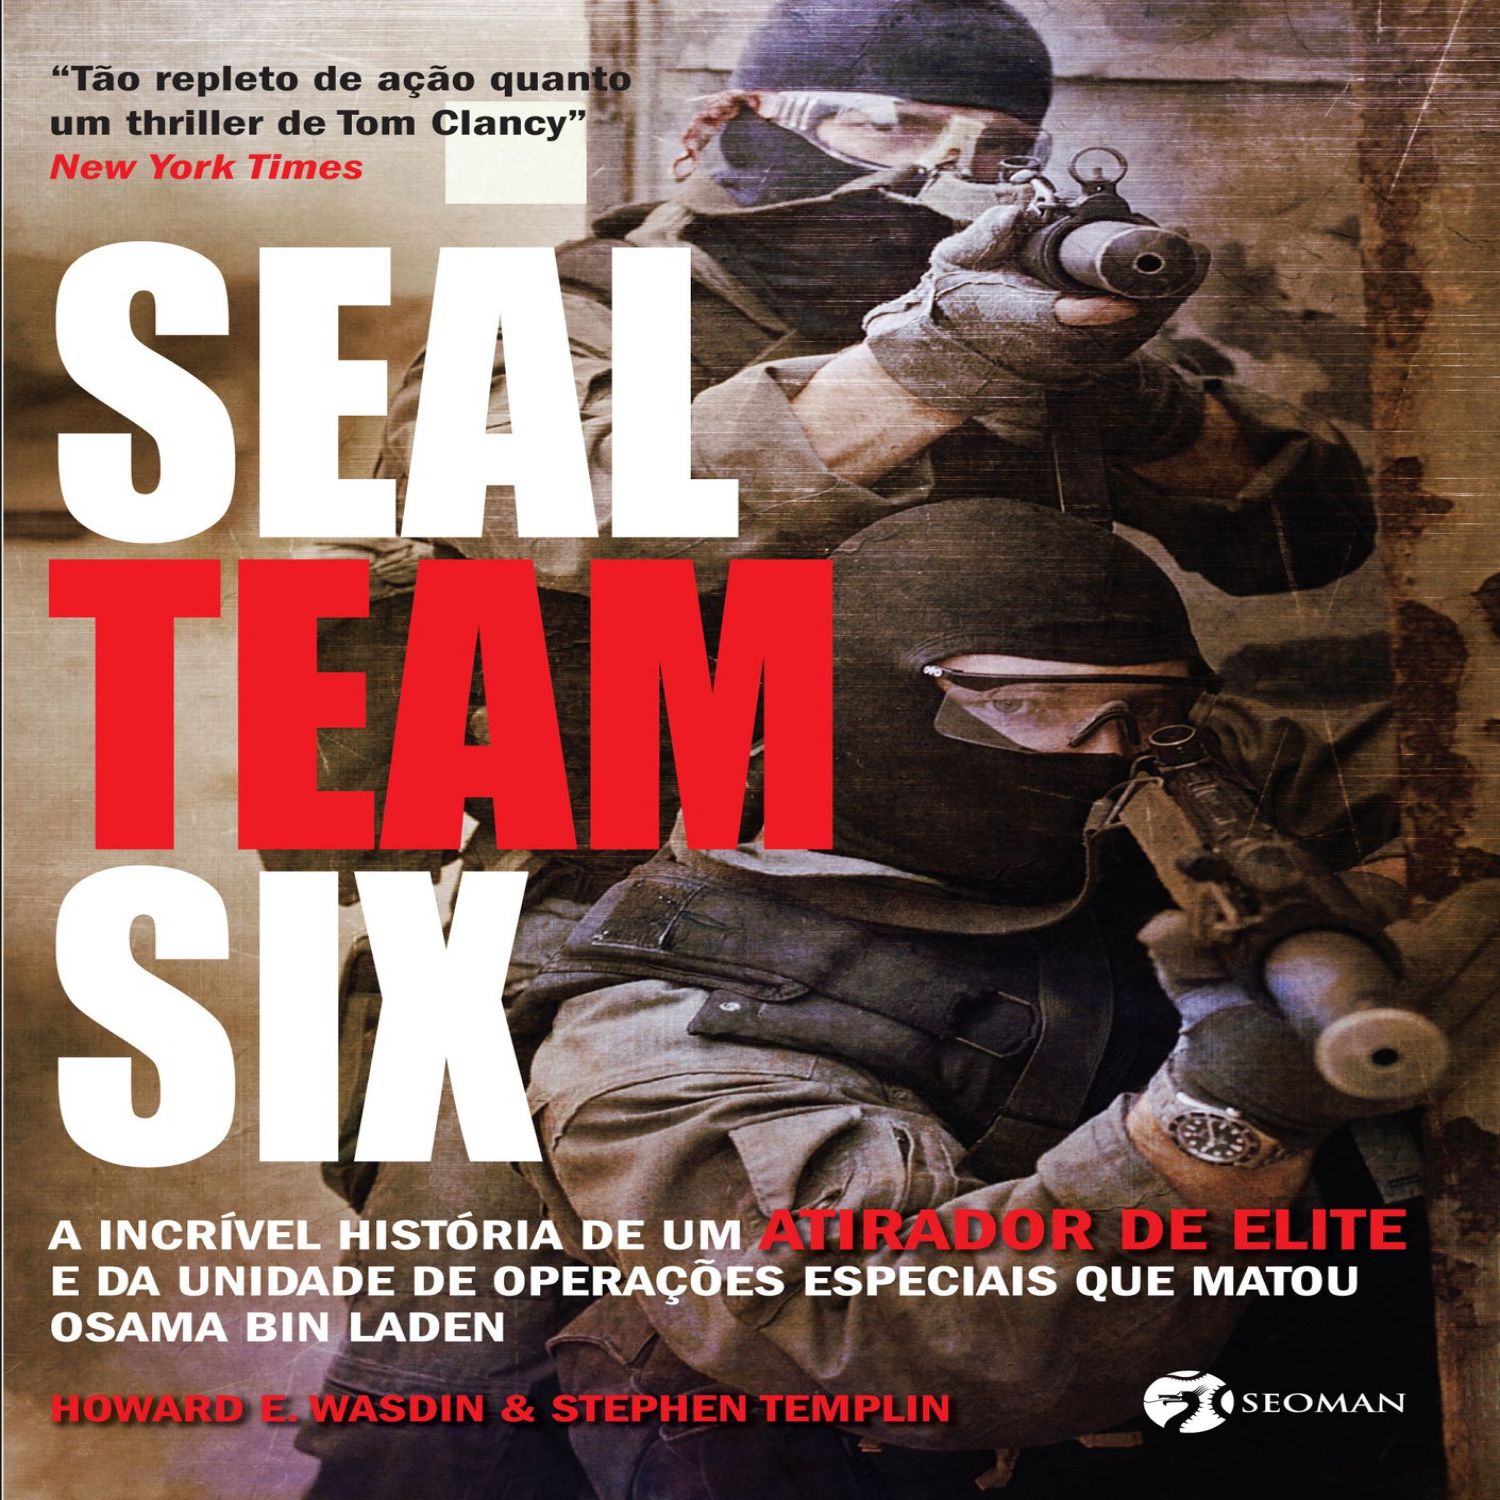 “Tão repleto de ação quanto
um thriller de Tom Clancy”
New York Times
SEAL
TEAM
SIX
A INCRÍVEL HISTÓRIA DE UM ATIRADOR DE ELITE
E DA UNIDADE DE OPERAÇÕES ESPECIAIS QUE MATOU
OSAMA BIN LADEN
HOWARD E. WASDIN & STEPHEN TEMPLIN
SEOMAN